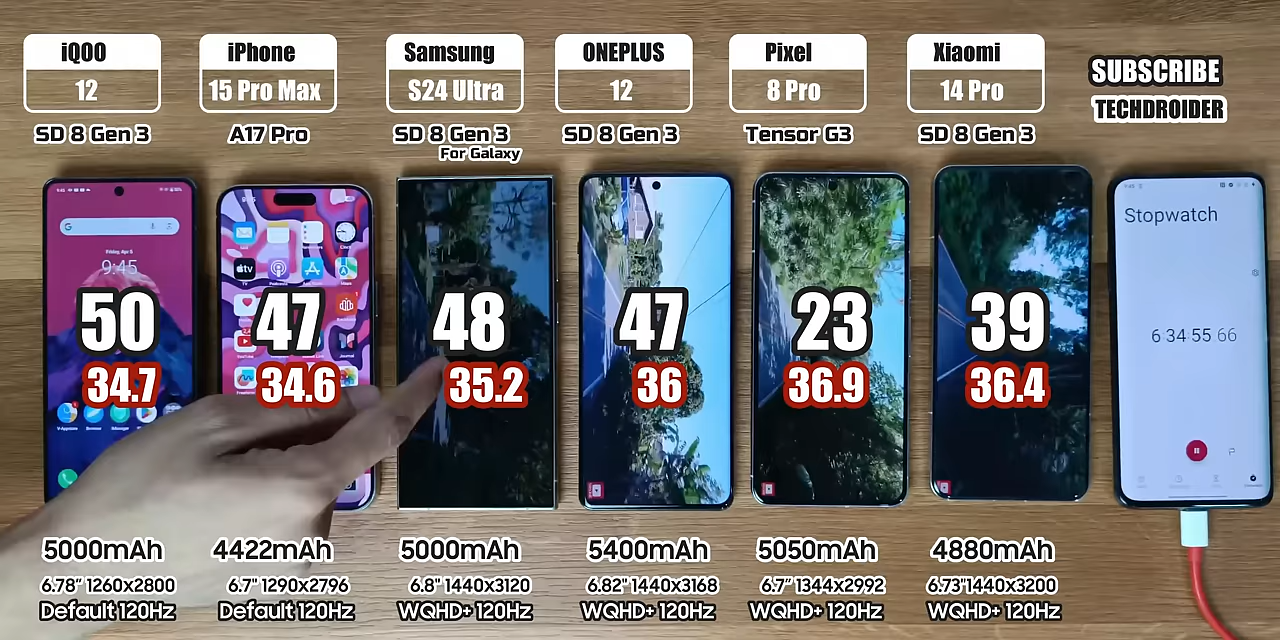 iQOO
12
SD 8 Gen 3
iPhone
15 Pro Max
A17 Pro
Samsung
S24 Ultra
SD 8 Gen 3
For Galaxy
ONEPLUS
12
SD 8 Gen 3
Pixel
8 Pro
Tensor G3
Xiaomi
14 Pro
SD 8 Gen 3
SUBSCRIBE
TECHDROIDER
9:45
50
34.7
47
34.6
48
35.2
47
36
23
36.9
39
36.4
9:45
Stopwatch
6 34 55 66
5000mAh
6.78" 1260x2800
Default 120Hz
4422mAh
6.7" 1290x2796
Default 120Hz
5000mAh
6.8" 1440x3120
WQHD+ 120Hz
5400mAh
6.82" 1440x3168
WQHD+ 120Hz
5050mAh
6.7" 1344x2992
WQHD+ 120Hz
4880mAh
6.73"1440x3200
WQHD+ 120Hz